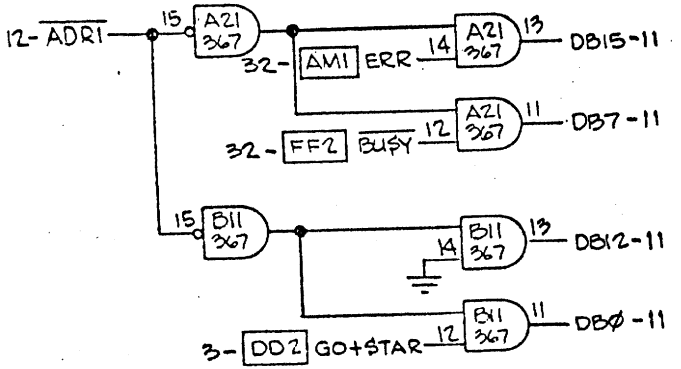 15 A21 367
12-ADR1
14 A21 367 13 DB15-11
32- AM1 ERR
A21 367 11 DB7-11
32- FF2 BUSY 12
15 B11 367
14 B11 367 13 DB12-11
B11 367 11 DBØ-11
3- DD2 GO+STAR 12